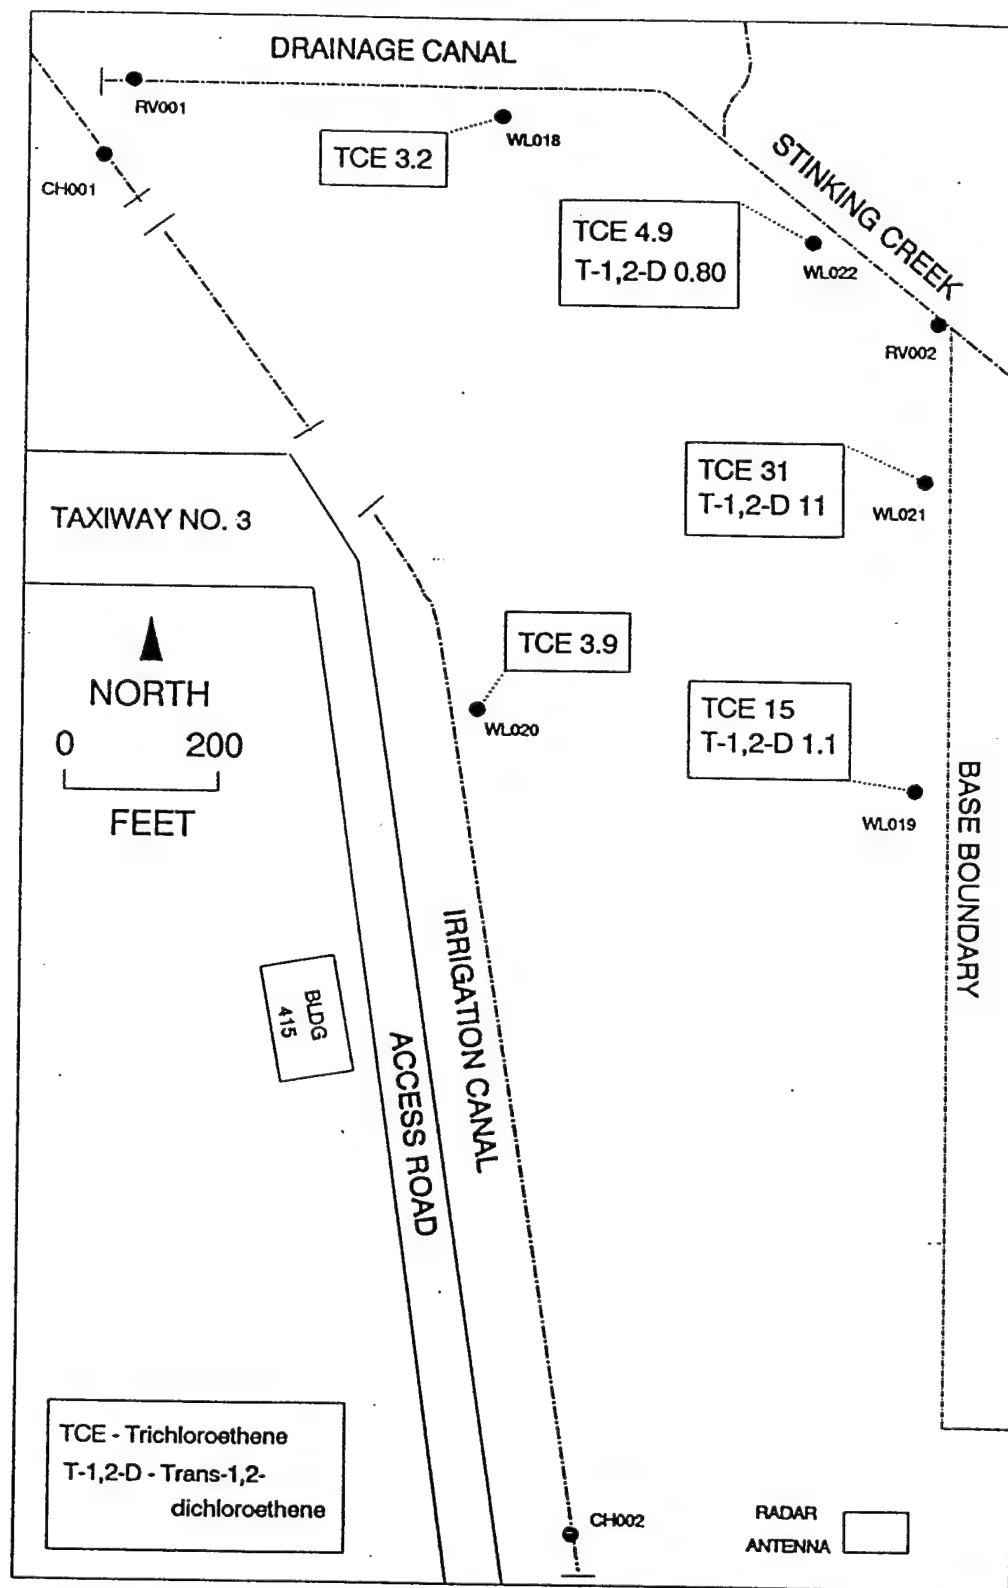 DRAINAGE CANAL
RV001
WL018
TCE 3.2
CH001
STINKING CREEK
TCE 4.9
T-1,2-D 0.80
WL022
RV002
TCE 31
T-1,2-D 11
WL021
TAXIWAY NO. 3
TCE 3.9
NORTH
WL020
TCE 15
T-1,2-D 1.1
0 200
FEET
WL019
BASE BOUNDARY
IRRIGATION CANAL
BLDG
415
ACCESS ROAD
TCE - Trichloroethene
T-1,2-D - Trans-1,2-
dichloroethene
CH002
RADAR
ANTENNA